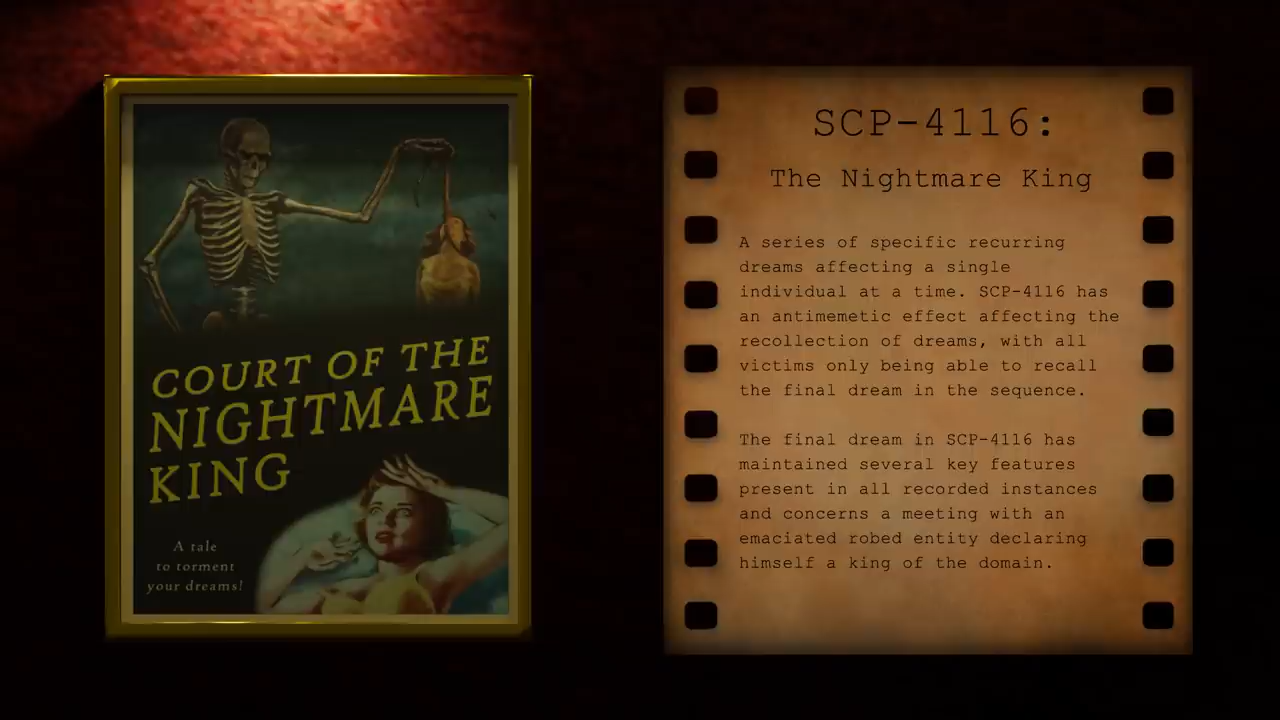 COURT OF THE
NIGHTMARE
KING
A tale
to torment
your dreams!
SCP-4116:
The Nightmare King
A series of specific recurring
dreams affecting a single
individual at a time. SCP-4116 has
an antimemetic effect affecting the
recollection of dreams, with all
victims only being able to recall
the final dream in the sequence.
The final dream in SCP-4116 has
maintained several key features
present in all recorded instances
and concerns a meeting with an
emaciated robed entity declaring
himself a king of the domain.